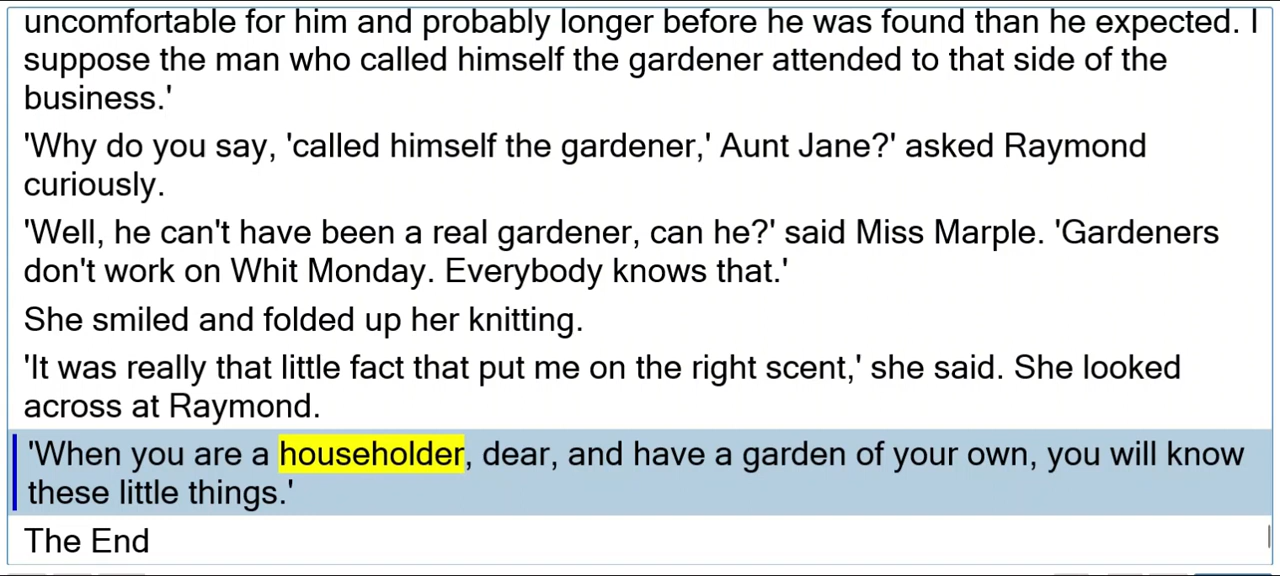 uncomfortable for him and probably longer before he was found than he expected. I
suppose the man who called himself the gardener attended to that side of the
business.'
'Why do you say, 'called himself the gardener,' Aunt Jane?' asked Raymond
curiously.
'Well, he can't have been a real gardener, can he?' said Miss Marple. 'Gardeners
don't work on Whit Monday. Everybody knows that.'
She smiled and folded up her knitting.
'It was really that little fact that put me on the right scent,' she said. She looked
across at Raymond.
'When you are a householder, dear, and have a garden of your own, you will know
these little things.'
The End